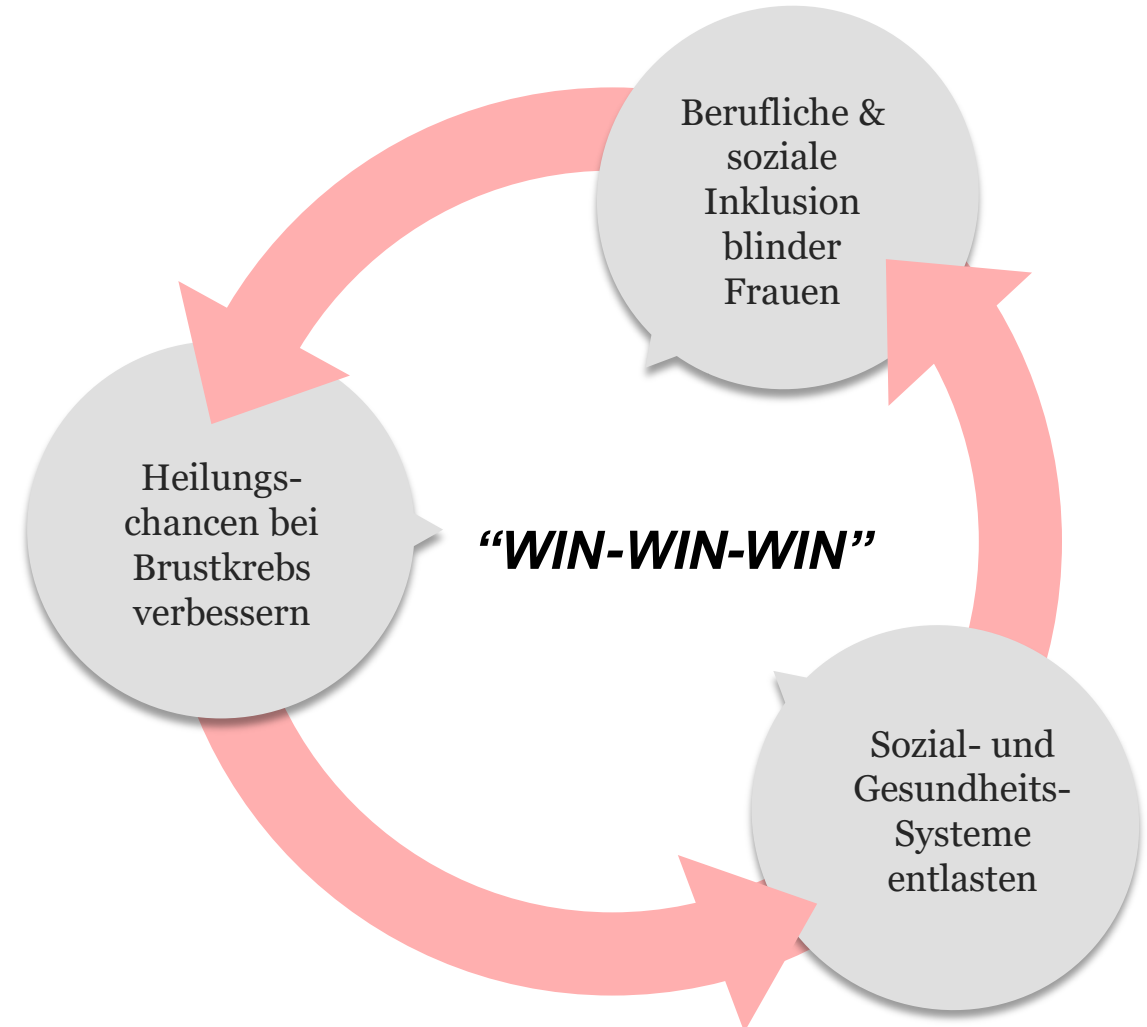 Berufliche &
soziale
Inklusion
blinder
Frauen
Heilungs-
chancen bei
Brustkrebs
verbessern
“WIN-WIN-WIN”
Sozial- und
Gesundheits-
Systeme
entlasten